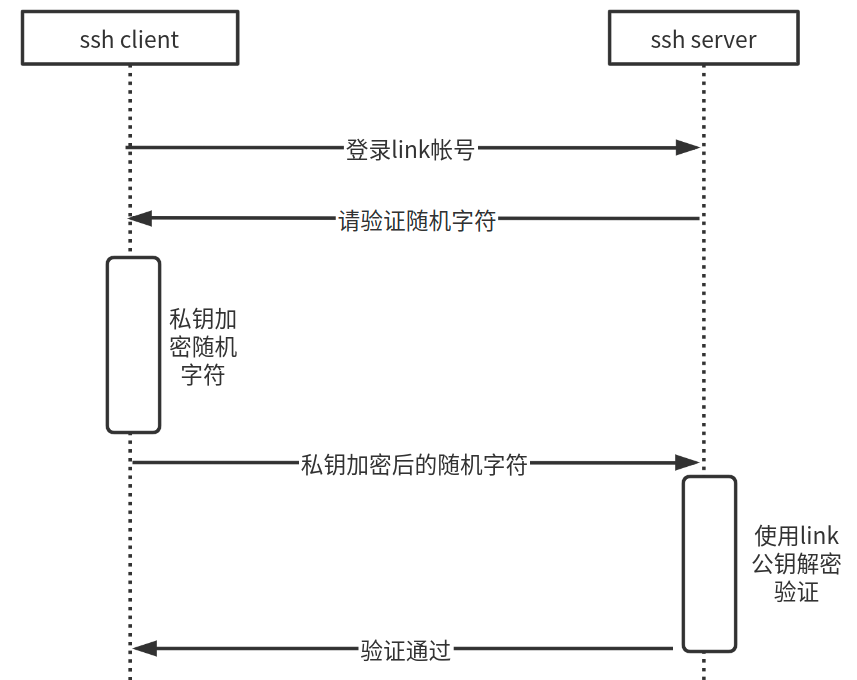 ssh client
ssh server
登录link帐号
请验证随机字符
私钥加
密随机
字符
私钥加密后的随机字符
使用link
公钥解密
验证
验证通过